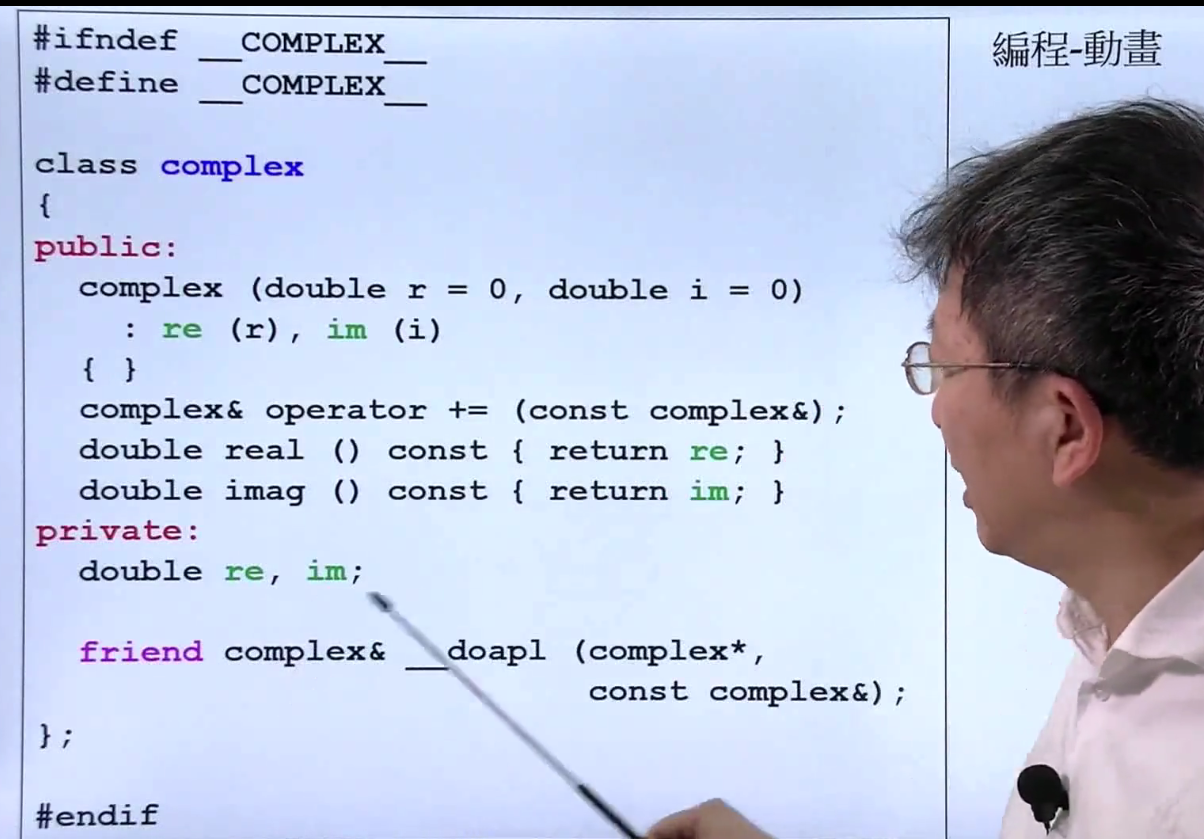 #ifndef __COMPLEX__
#define __COMPLEX__
編程-動畫
class complex
{
public:
  complex (double r = 0, double i = 0)
    : re (r), im (i)
  { }
  complex& operator += (const complex&);
  double real () const { return re; }
  double imag () const { return im; }
private:
  double re, im;
  friend complex& __doapl (complex*,
                           const complex&);
};
#endif